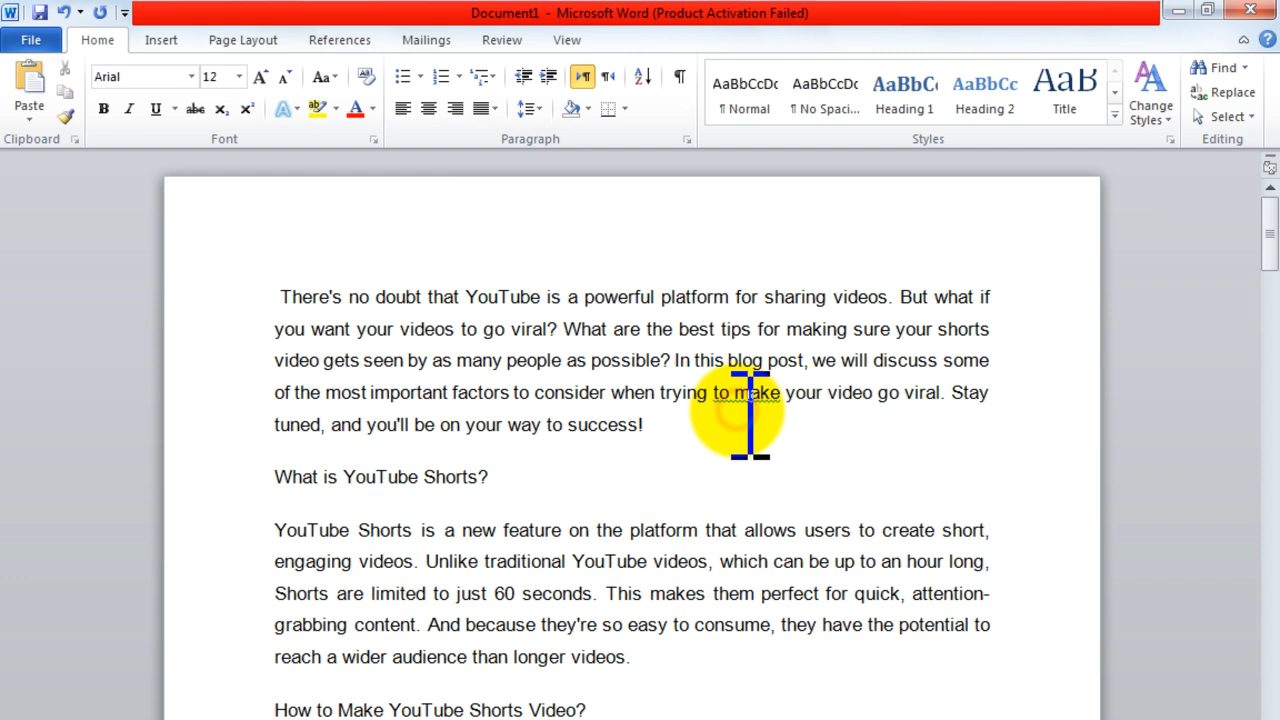 Document1 - Microsoft Word (Product Activation Failed)
File Home Insert Page Layout References Mailings Review View
Paste
Arial 12
Aa
B I U abc X₂ X² A ab A
AaBbCcDc AaBbCcDc AaBbC AaBbCc AaB
¶ Normal ¶ No Spaci... Heading 1 Heading 2 Title
Change Styles
Find
Replace
Select
Clipboard Font Paragraph Styles Editing
There's no doubt that YouTube is a powerful platform for sharing videos. But what if
you want your videos to go viral? What are the best tips for making sure your shorts
video gets seen by as many people as possible? In this blog post, we will discuss some
of the most important factors to consider when trying to make your video go viral. Stay
tuned, and you'll be on your way to success!
What is YouTube Shorts?
YouTube Shorts is a new feature on the platform that allows users to create short,
engaging videos. Unlike traditional YouTube videos, which can be up to an hour long,
Shorts are limited to just 60 seconds. This makes them perfect for quick, attention-
grabbing content. And because they're so easy to consume, they have the potential to
reach a wider audience than longer videos.
How to Make YouTube Shorts Video?